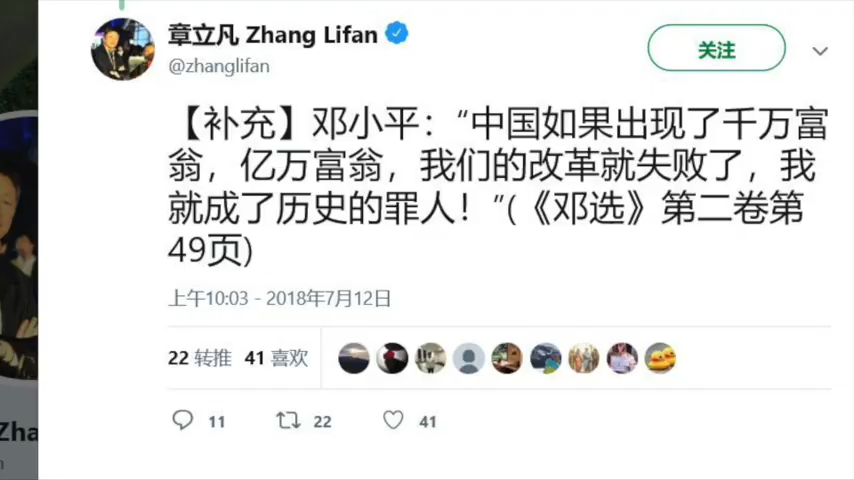 章立凡 Zhang Lifan
@zhanglifan
关注
【补充】邓小平：“中国如果出现了千万富
翁，亿万富翁，我们的改革就失败了，我
就成了历史的罪人！”(《邓选》第二卷第
49页)
上午10:03 - 2018年7月12日
22 转推 41 喜欢
11 22 41
Zha